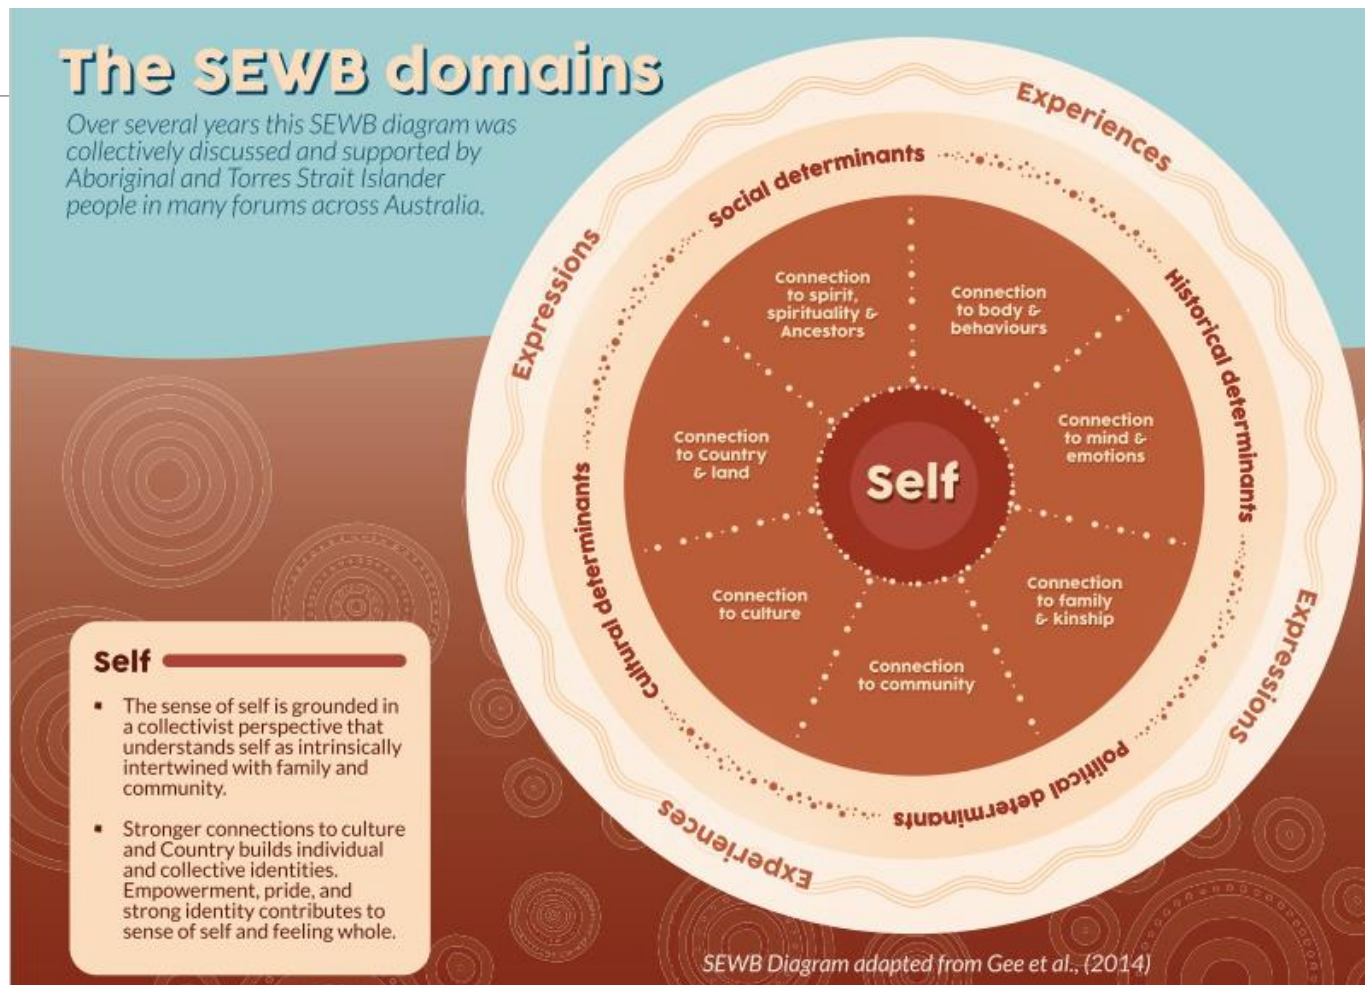 The SEWB domains
Over several years this SEWB diagram was
collectively discussed and supported by
Aboriginal and Torres Strait Islander
people in many forums across Australia.
Experiences
Expressions
Social determinants
Historical determinants
Cultural determinants
Political determinants
Expressions
Experiences
Connection
to spirit,
spirituality &
Ancestors
Connection
to body &
behaviours
Connection
to Country
& land
Connection
to mind &
emotions
Self
Connection
to culture
Connection
to family
& kinship
Connection
to community
Self
▪ The sense of self is grounded in
a collectivist perspective that
understands self as intrinsically
intertwined with family and
community.
▪ Stronger connections to culture
and Country builds individual
and collective identities.
Empowerment, pride, and
strong identity contributes to
sense of self and feeling whole.
SEWB Diagram adapted from Gee et al., (2014)